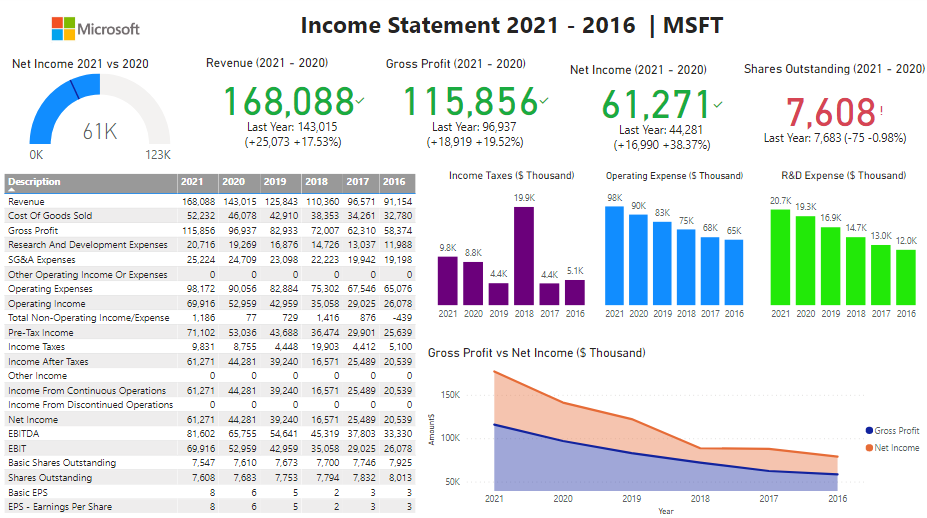 Income Statement 2021 - 2016 | MSFT
Microsoft
Net Income 2021 vs 2020
61K
0K 123K
Revenue (2021 - 2020)
168,088
Last Year: 143,015
(+25,073 +17.53%)
Gross Profit (2021 - 2020)
115,856
Last Year: 96,937
(+18,919 +19.52%)
Net Income (2021 - 2020)
61,271
Last Year: 44,281
(+16,990 +38.37%)
Shares Outstanding (2021 - 2020)
7,608!
Last Year: 7,683 (-75 -0.98%)
Description 2021 2020 2019 2018 2017 2016
Revenue 168,088 143,015 125,843 110,360 96,571 91,154
Cost Of Goods Sold 52,232 46,078 42,910 38,353 34,261 32,780
Gross Profit 115,856 96,937 82,933 72,007 62,310 58,374
Research And Development Expenses 20,716 19,269 16,876 14,726 13,037 11,988
SG&A Expenses 25,224 24,709 23,098 22,223 19,942 19,198
Other Operating Income Or Expenses 0 0 0 0 0 0
Operating Expenses 98,172 90,056 82,884 75,302 67,546 65,076
Operating Income 69,916 52,959 42,959 35,058 29,025 26,078
Total Non-Operating Income/Expense 1,186 77 729 1,416 876 -439
Pre-Tax Income 71,102 53,036 43,688 36,474 29,901 25,639
Income Taxes 9,831 8,755 4,448 19,903 4,412 5,100
Income After Taxes 61,271 44,281 39,240 16,571 25,489 20,539
Other Income 0 0 0 0 0 0
Income From Continuous Operations 61,271 44,281 39,240 16,571 25,489 20,539
Income From Discontinued Operations 0 0 0 0 0 0
Net Income 61,271 44,281 39,240 16,571 25,489 20,539
EBITDA 81,602 65,755 54,641 45,319 37,803 33,330
EBIT 69,916 52,959 42,959 35,058 29,025 26,078
Basic Shares Outstanding 7,547 7,610 7,673 7,700 7,746 7,925
Shares Outstanding 7,608 7,683 7,753 7,794 7,832 8,013
Basic EPS 8 6 5 2 3 3
EPS - Earnings Per Share 8 6 5 2 3 3
Income Taxes ($ Thousand)
9.8K 8.8K 4.4K 19.9K 4.4K 5.1K
2021 2020 2019 2018 2017 2016
Operating Expense ($ Thousand)
98K 90K 83K 75K 68K 65K
2021 2020 2019 2018 2017 2016
R&D Expense ($ Thousand)
20.7K 19.3K 16.9K 14.7K 13.0K 12.0K
2021 2020 2019 2018 2017 2016
Gross Profit vs Net Income ($ Thousand)
Amount$
150K
100K
50K
2021 2020 2019 2018 2017 2016
Year
Gross Profit
Net Income